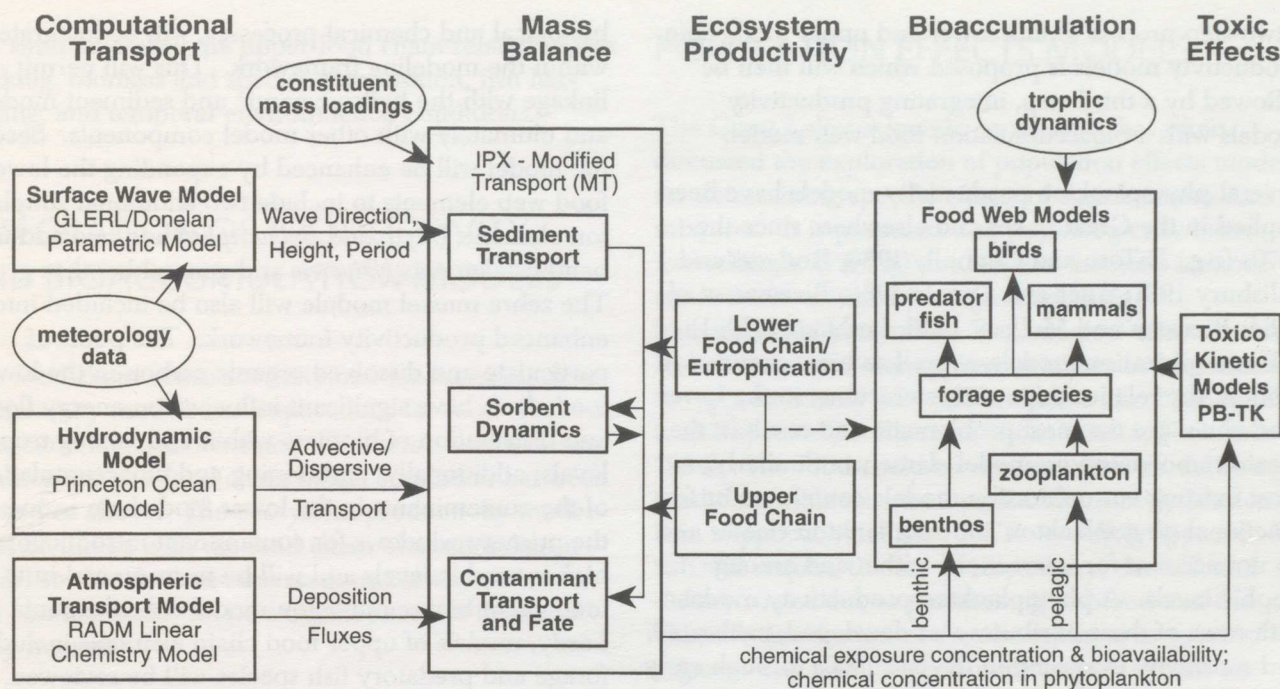 Computational
Transport
Mass
Balance
Ecosystem
Productivity
Bioaccumulation
Toxic
Effects
constituent
mass loadings
IPX - Modified
Transport (MT)
Surface Wave Model
GLERL/Donelan
Parametric Model
Wave Direction,
Height, Period
Sediment
Transport
meteorology
data
Hydrodynamic
Model
Princeton Ocean
Model
Advective/
Dispersive
Transport
Sorbent
Dynamics
Atmospheric
Transport Model
RADM/Linear
Chemistry Model
Deposition
Fluxes
Contaminant
Transport
and Fate
Lower
Food Chain/
Eutrophication
Upper
Food Chain
trophic
dynamics
Food Web Models
birds
predator
fish
mammals
forage species
zooplankton
benthos
benthic
pelagic
chemical exposure concentration & bioavailability;
chemical concentration in phytoplankton
Toxic
Kinetic
Models
PB-TK